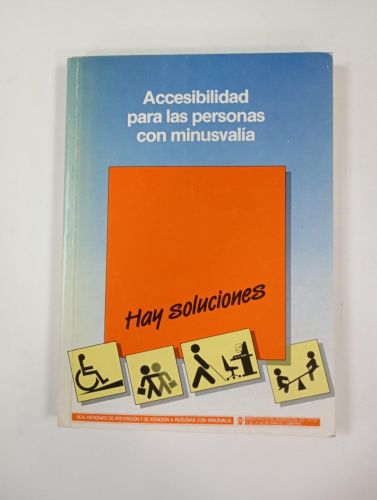 Accesibilidad
para las personas
con minusvalía
Hay soluciones
REAL PATRONATO DE PREVENCION Y DE ATENCION A PERSONAS CON MINUSVALIA